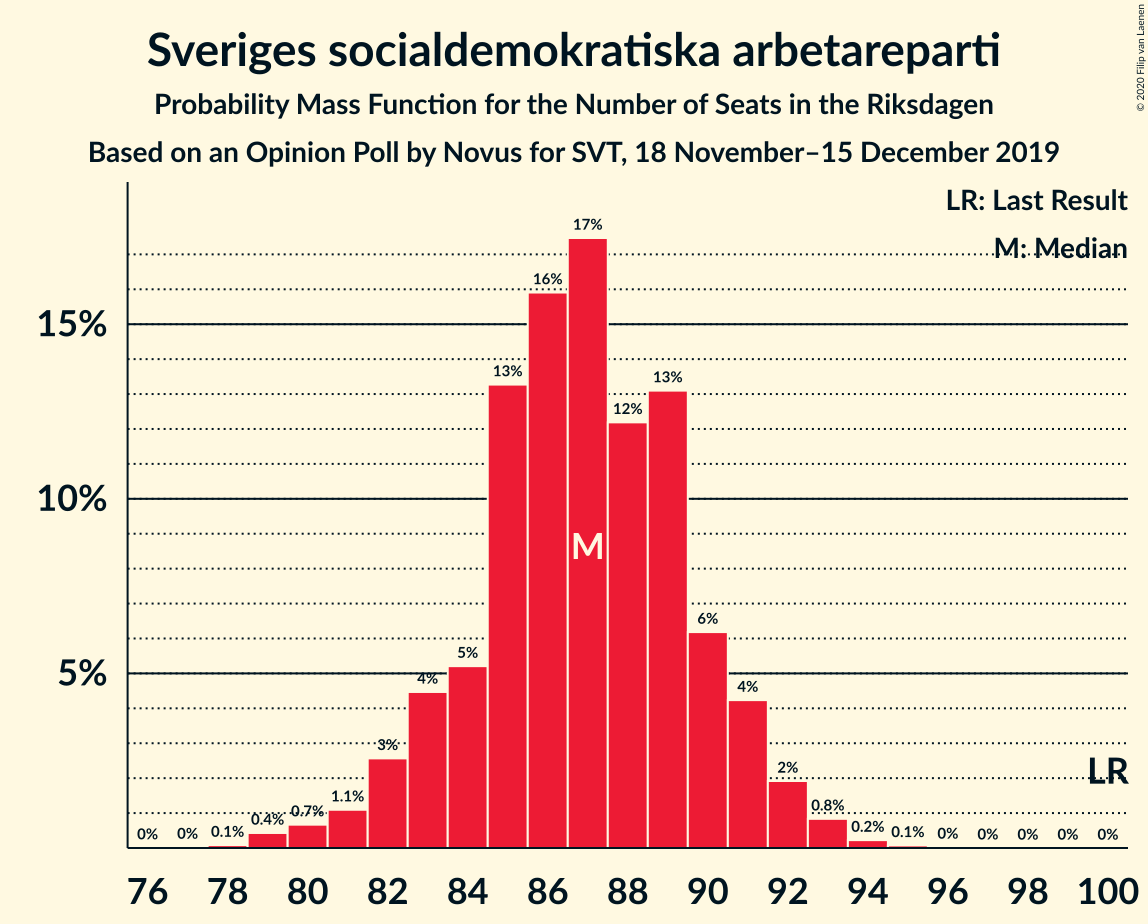 Sveriges socialdemokratiska arbetareparti
Probability Mass Function for the Number of Seats in the Riksdagen
Based on an Opinion Poll by Novus for SVT, 18 November–15 December 2019
© 2020 Filip van Laenen
LR: Last Result
M: Median
15%
10%
5%
0% 0% 0.1% 0.4% 0.7% 1.1% 3% 4% 5% 13% 16% 17% 12% 13% 6% 4% 2% 0.8% 0.2% 0.1% 0% 0% 0% 0% 0%
M
LR
76 78 80 82 84 86 88 90 92 94 96 98 100